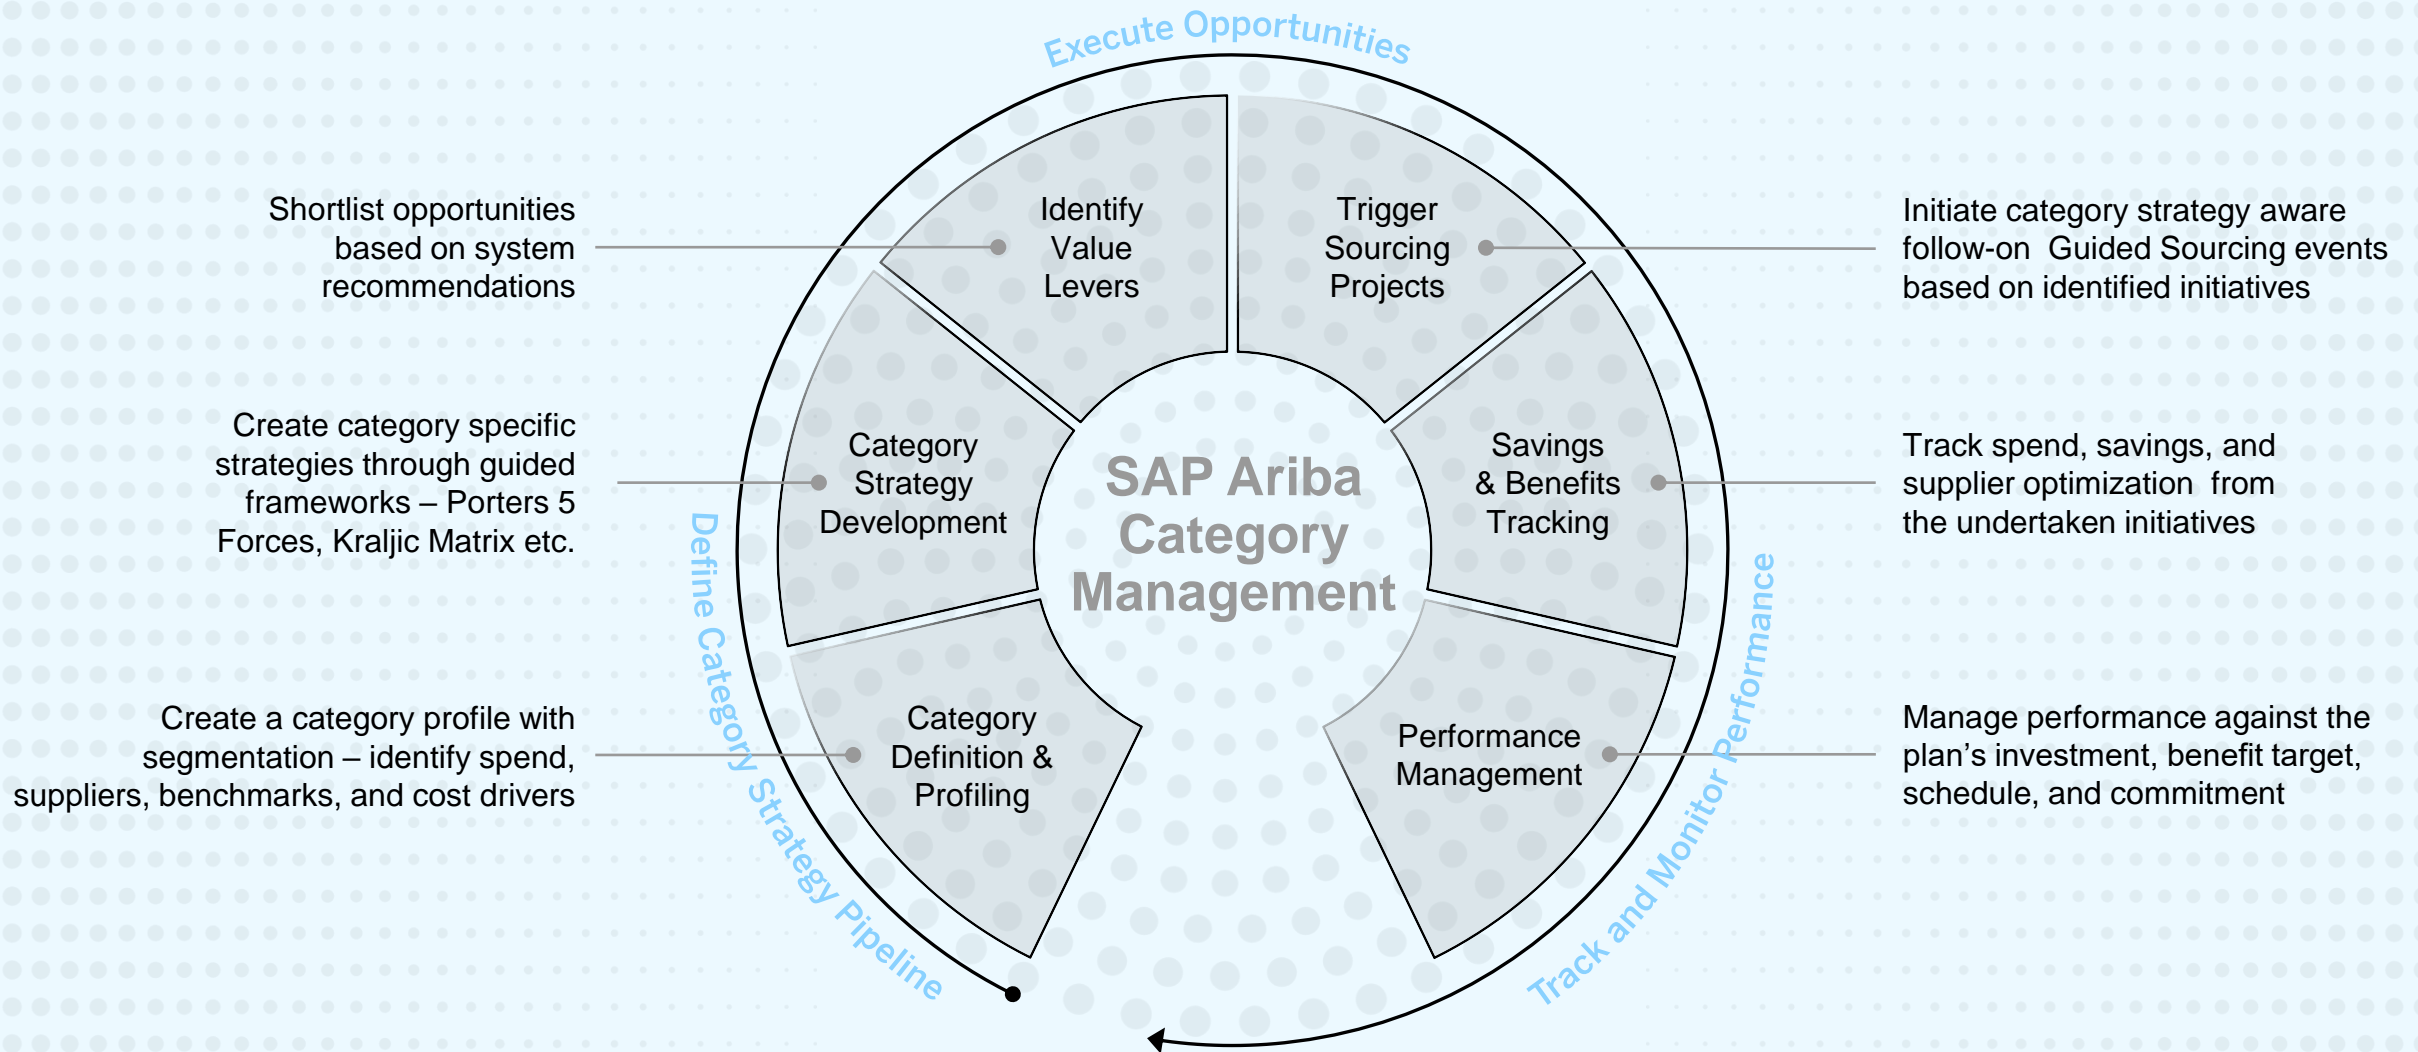 Execute Opportunities
Shortlist opportunities
based on system
recommendations
Identify
Value
Levers
Trigger
Sourcing
Projects
Initiate category strategy aware
follow-on  Guided Sourcing events
based on identified initiatives
Create category specific
strategies through guided
frameworks – Porters 5
Forces, Kraljic Matrix etc.
Category
Strategy
Development
SAP Ariba
Category
Management
Savings
& Benefits
Tracking
Track spend, savings, and
supplier optimization  from
the undertaken initiatives
Define Category Strategy Pipeline
Track and Monitor Performance
Create a category profile with
segmentation – identify spend,
suppliers, benchmarks, and cost drivers
Category
Definition &
Profiling
Performance
Management
Manage performance against the
plan’s investment, benefit target,
schedule, and commitment